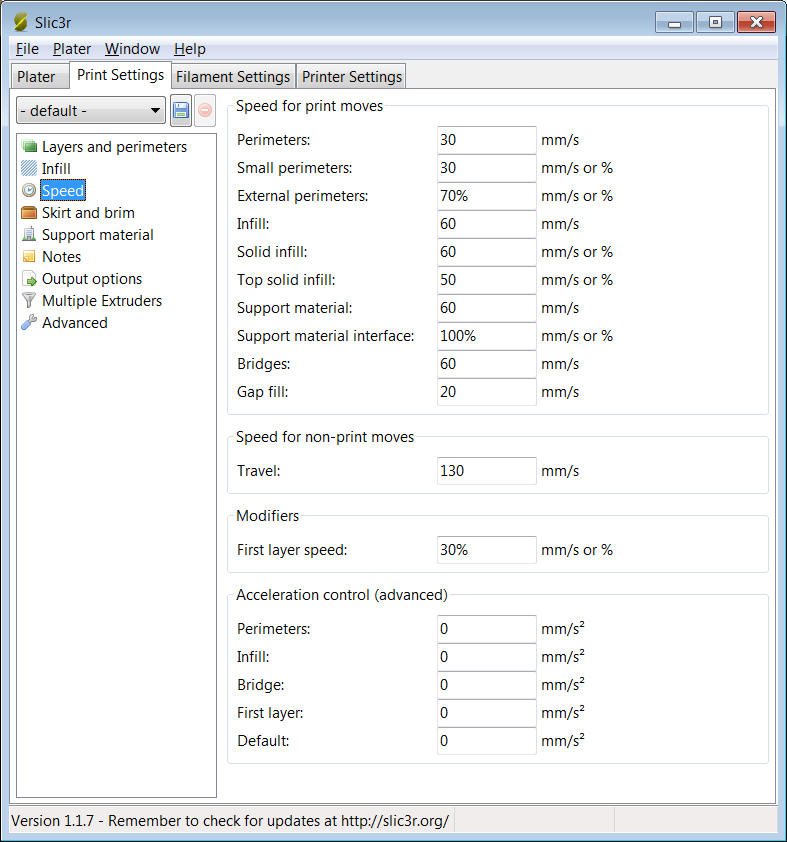 Slic3r
File Plater Window Help
Plater Print Settings Filament Settings Printer Settings
- default -
Layers and perimeters
Infill
Speed
Skirt and brim
Support material
Notes
Output options
Multiple Extruders
Advanced
Speed for print moves
Perimeters: 30 mm/s
Small perimeters: 30 mm/s or %
External perimeters: 70% mm/s or %
Infill: 60 mm/s
Solid infill: 60 mm/s or %
Top solid infill: 50 mm/s or %
Support material: 60 mm/s
Support material interface: 100% mm/s or %
Bridges: 60 mm/s
Gap fill: 20 mm/s
Speed for non-print moves
Travel: 130 mm/s
Modifiers
First layer speed: 30% mm/s or %
Acceleration control (advanced)
Perimeters: 0 mm/s²
Infill: 0 mm/s²
Bridge: 0 mm/s²
First layer: 0 mm/s²
Default: 0 mm/s²
Version 1.1.7 - Remember to check for updates at http://slic3r.org/